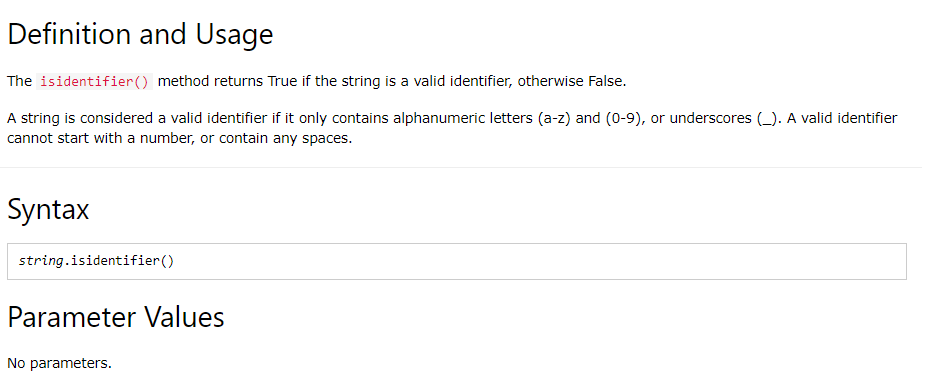 Definition and Usage
The isidentifier() method returns True if the string is a valid identifier, otherwise False.
A string is considered a valid identifier if it only contains alphanumeric letters (a-z) and (0-9), or underscores (_). A valid identifier
cannot start with a number, or contain any spaces.
Syntax
string.isidentifier()
Parameter Values
No parameters.